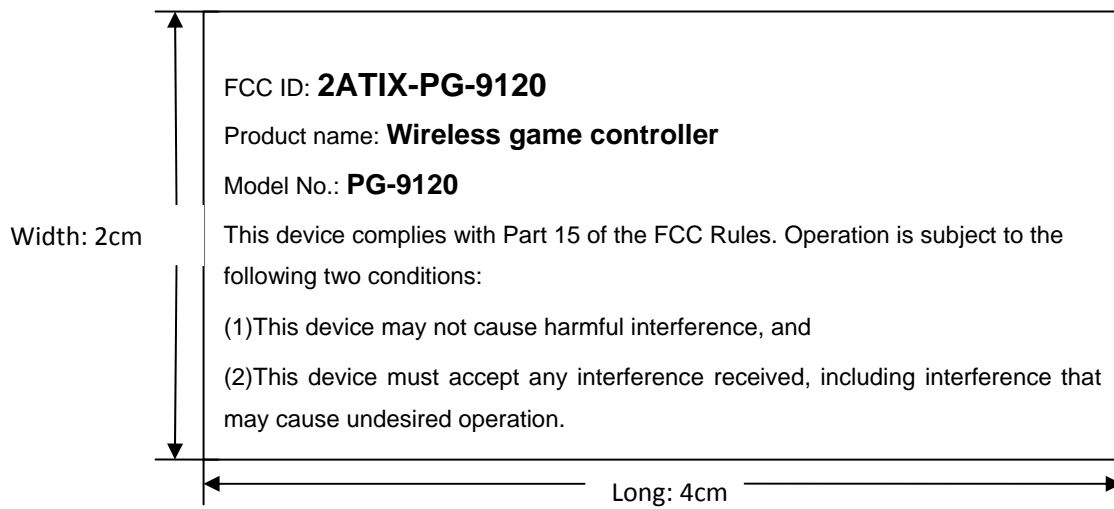 FCC ID: 2ATIX-PG-9120
Product name: Wireless game controller
Model No.: PG-9120
Width: 2cm
This device complies with Part 15 of the FCC Rules. Operation is subject to the
following two conditions:
(1)This device may not cause harmful interference, and
(2)This device must accept any interference received, including interference that
may cause undesired operation.
Long: 4cm